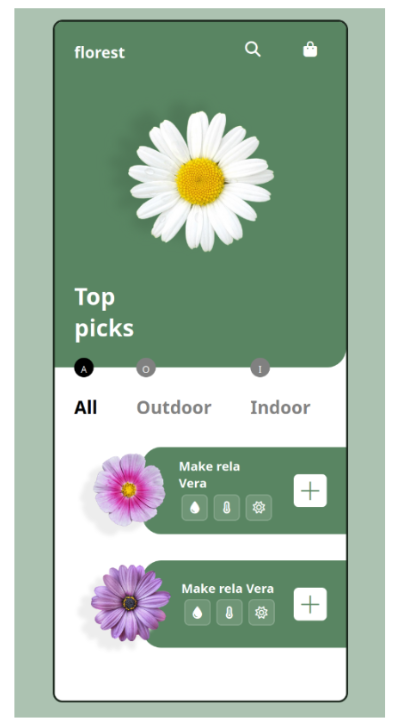 florest
Top
picks
A
O
I
All
Outdoor
Indoor
Make rela
Vera
Make rela Vera